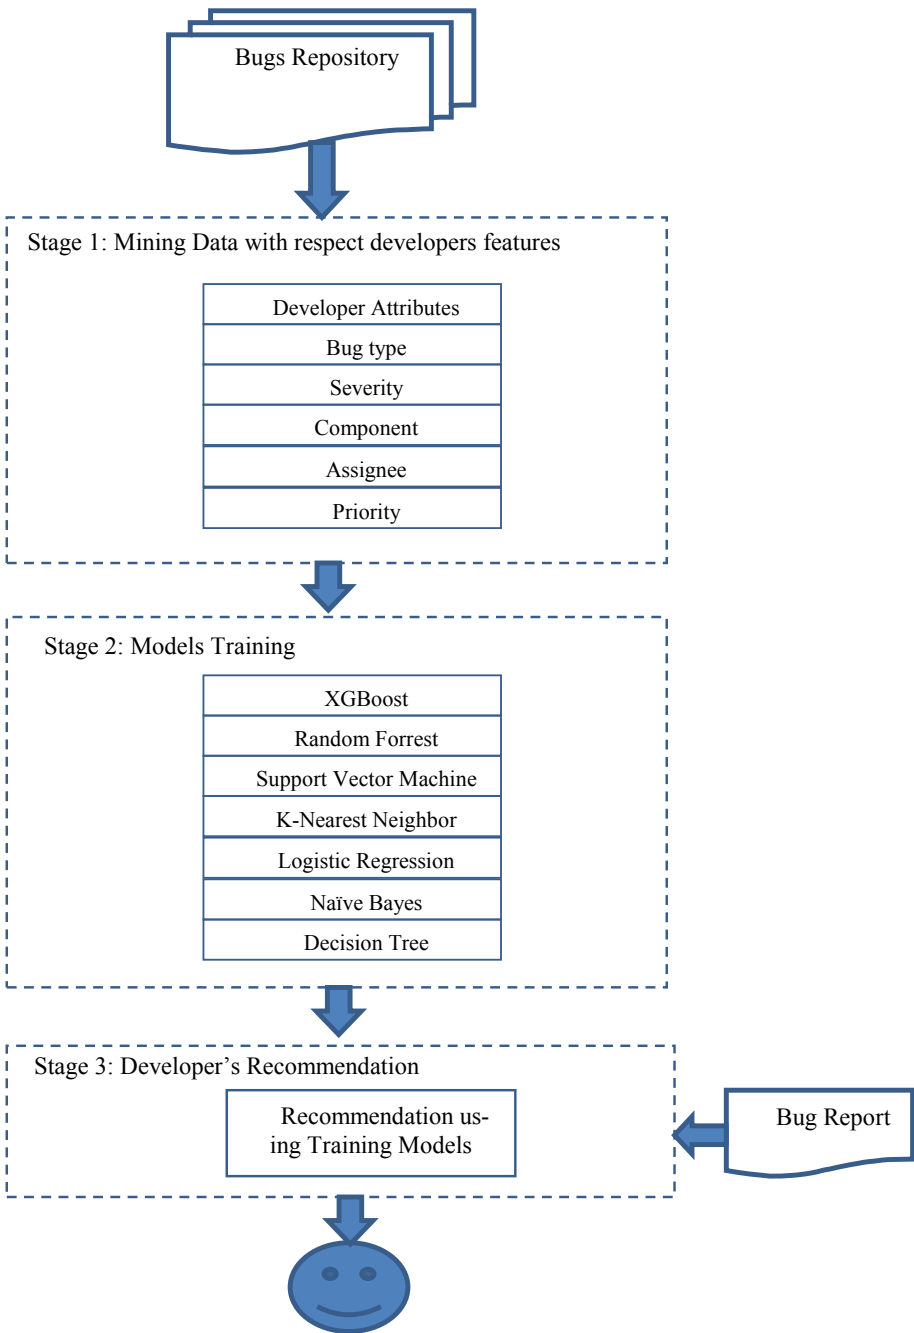 Bugs Repository
Stage 1: Mining Data with respect developers features
Developer Attributes
Bug type
Severity
Component
Assignee
Priority
Stage 2: Models Training
XGBoost
Random Forrest
Support Vector Machine
K-Nearest Neighbor
Logistic Regression
Naïve Bayes
Decision Tree
Stage 3: Developer’s Recommendation
Recommendation us-
ing Training Models
Bug Report